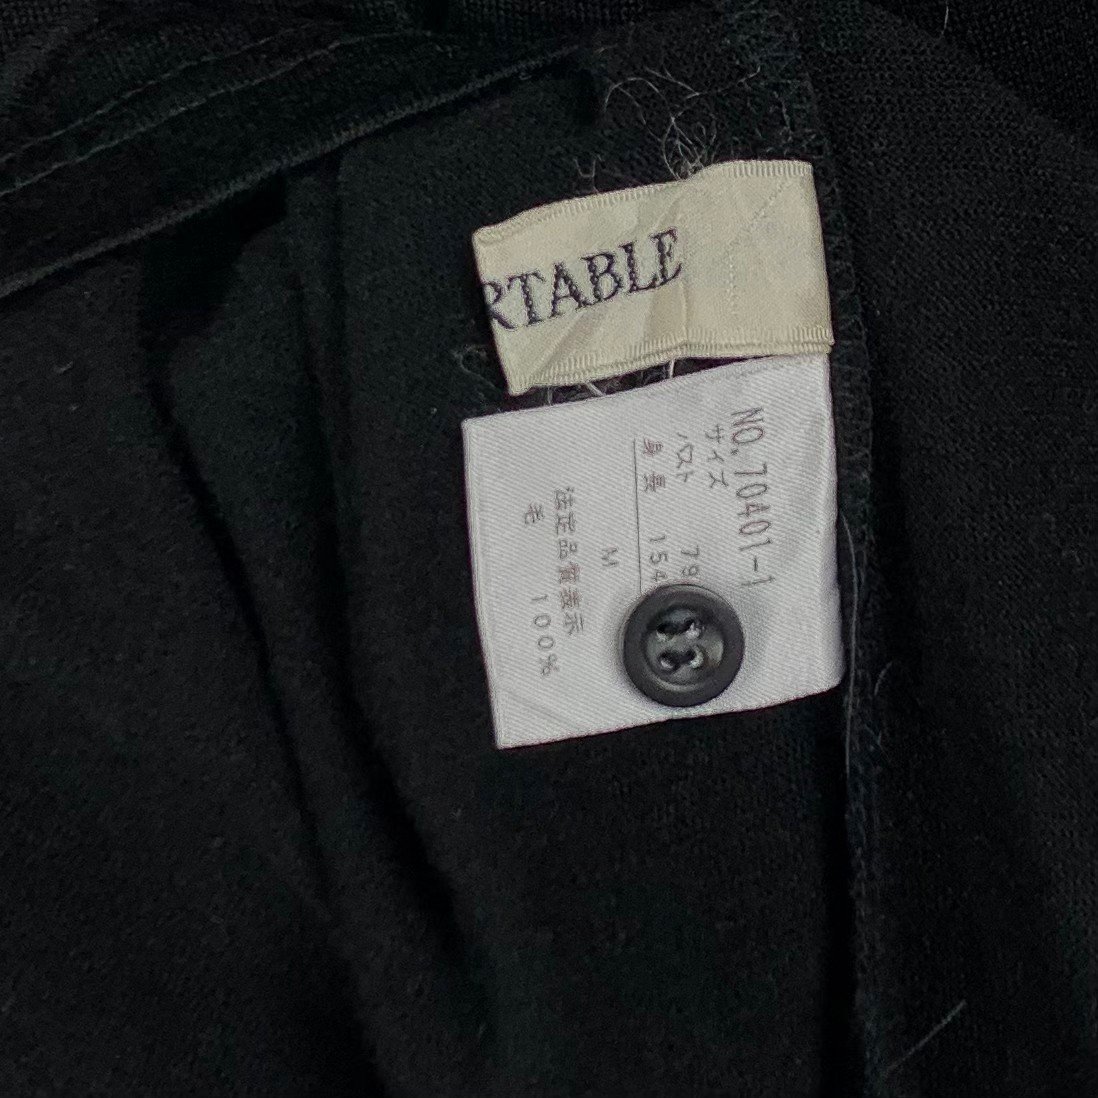 RTABLE
NO,70401-1
サイズ
バスト 79
身長 154
M
法定品質表示
毛 100%